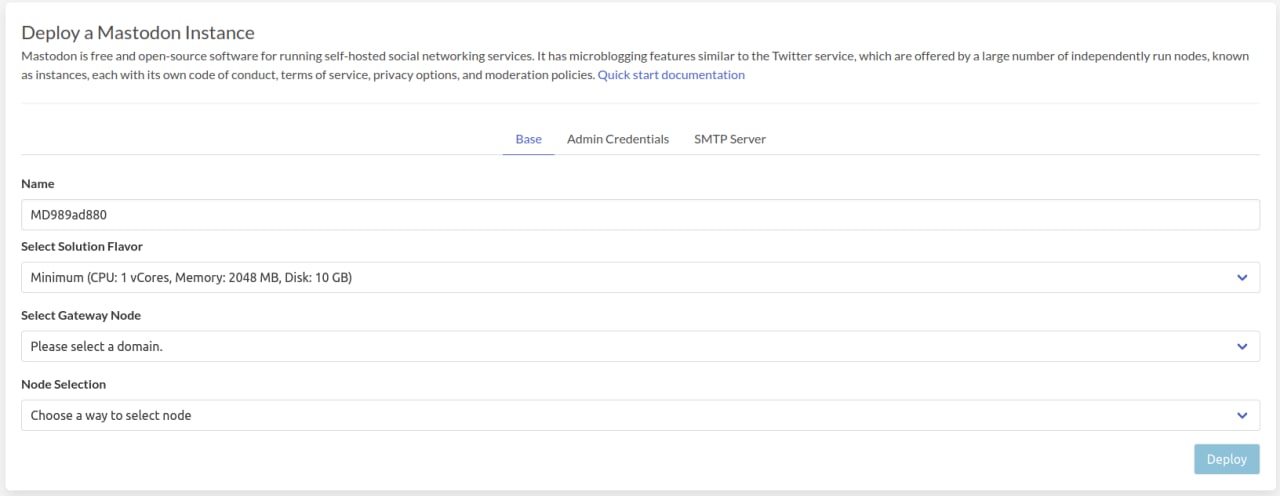 Deploy a Mastodon Instance
Mastodon is free and open-source software for running self-hosted social networking services. It has microblogging features similar to the Twitter service, which are offered by a large number of independently run nodes, known
as instances, each with its own code of conduct, terms of service, privacy options, and moderation policies. Quick start documentation
Base Admin Credentials SMTP Server
Name
MD989ad880
Select Solution Flavor
Minimum (CPU: 1 vCores, Memory: 2048 MB, Disk: 10 GB)
Select Gateway Node
Please select a domain.
Node Selection
Choose a way to select node
Deploy